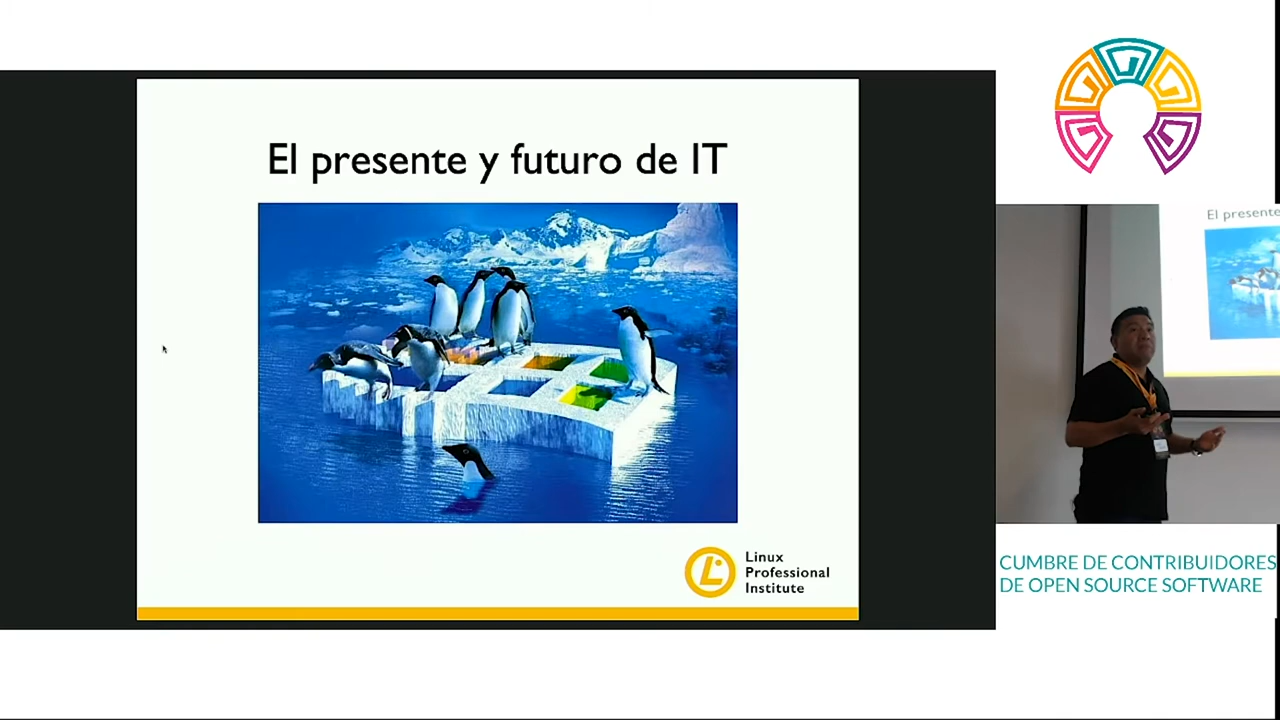 El presente y futuro de IT
Linux
Professional
Institute
El presente
CUMBRE DE CONTRIBUIDORES
DE OPEN SOURCE SOFTWARE